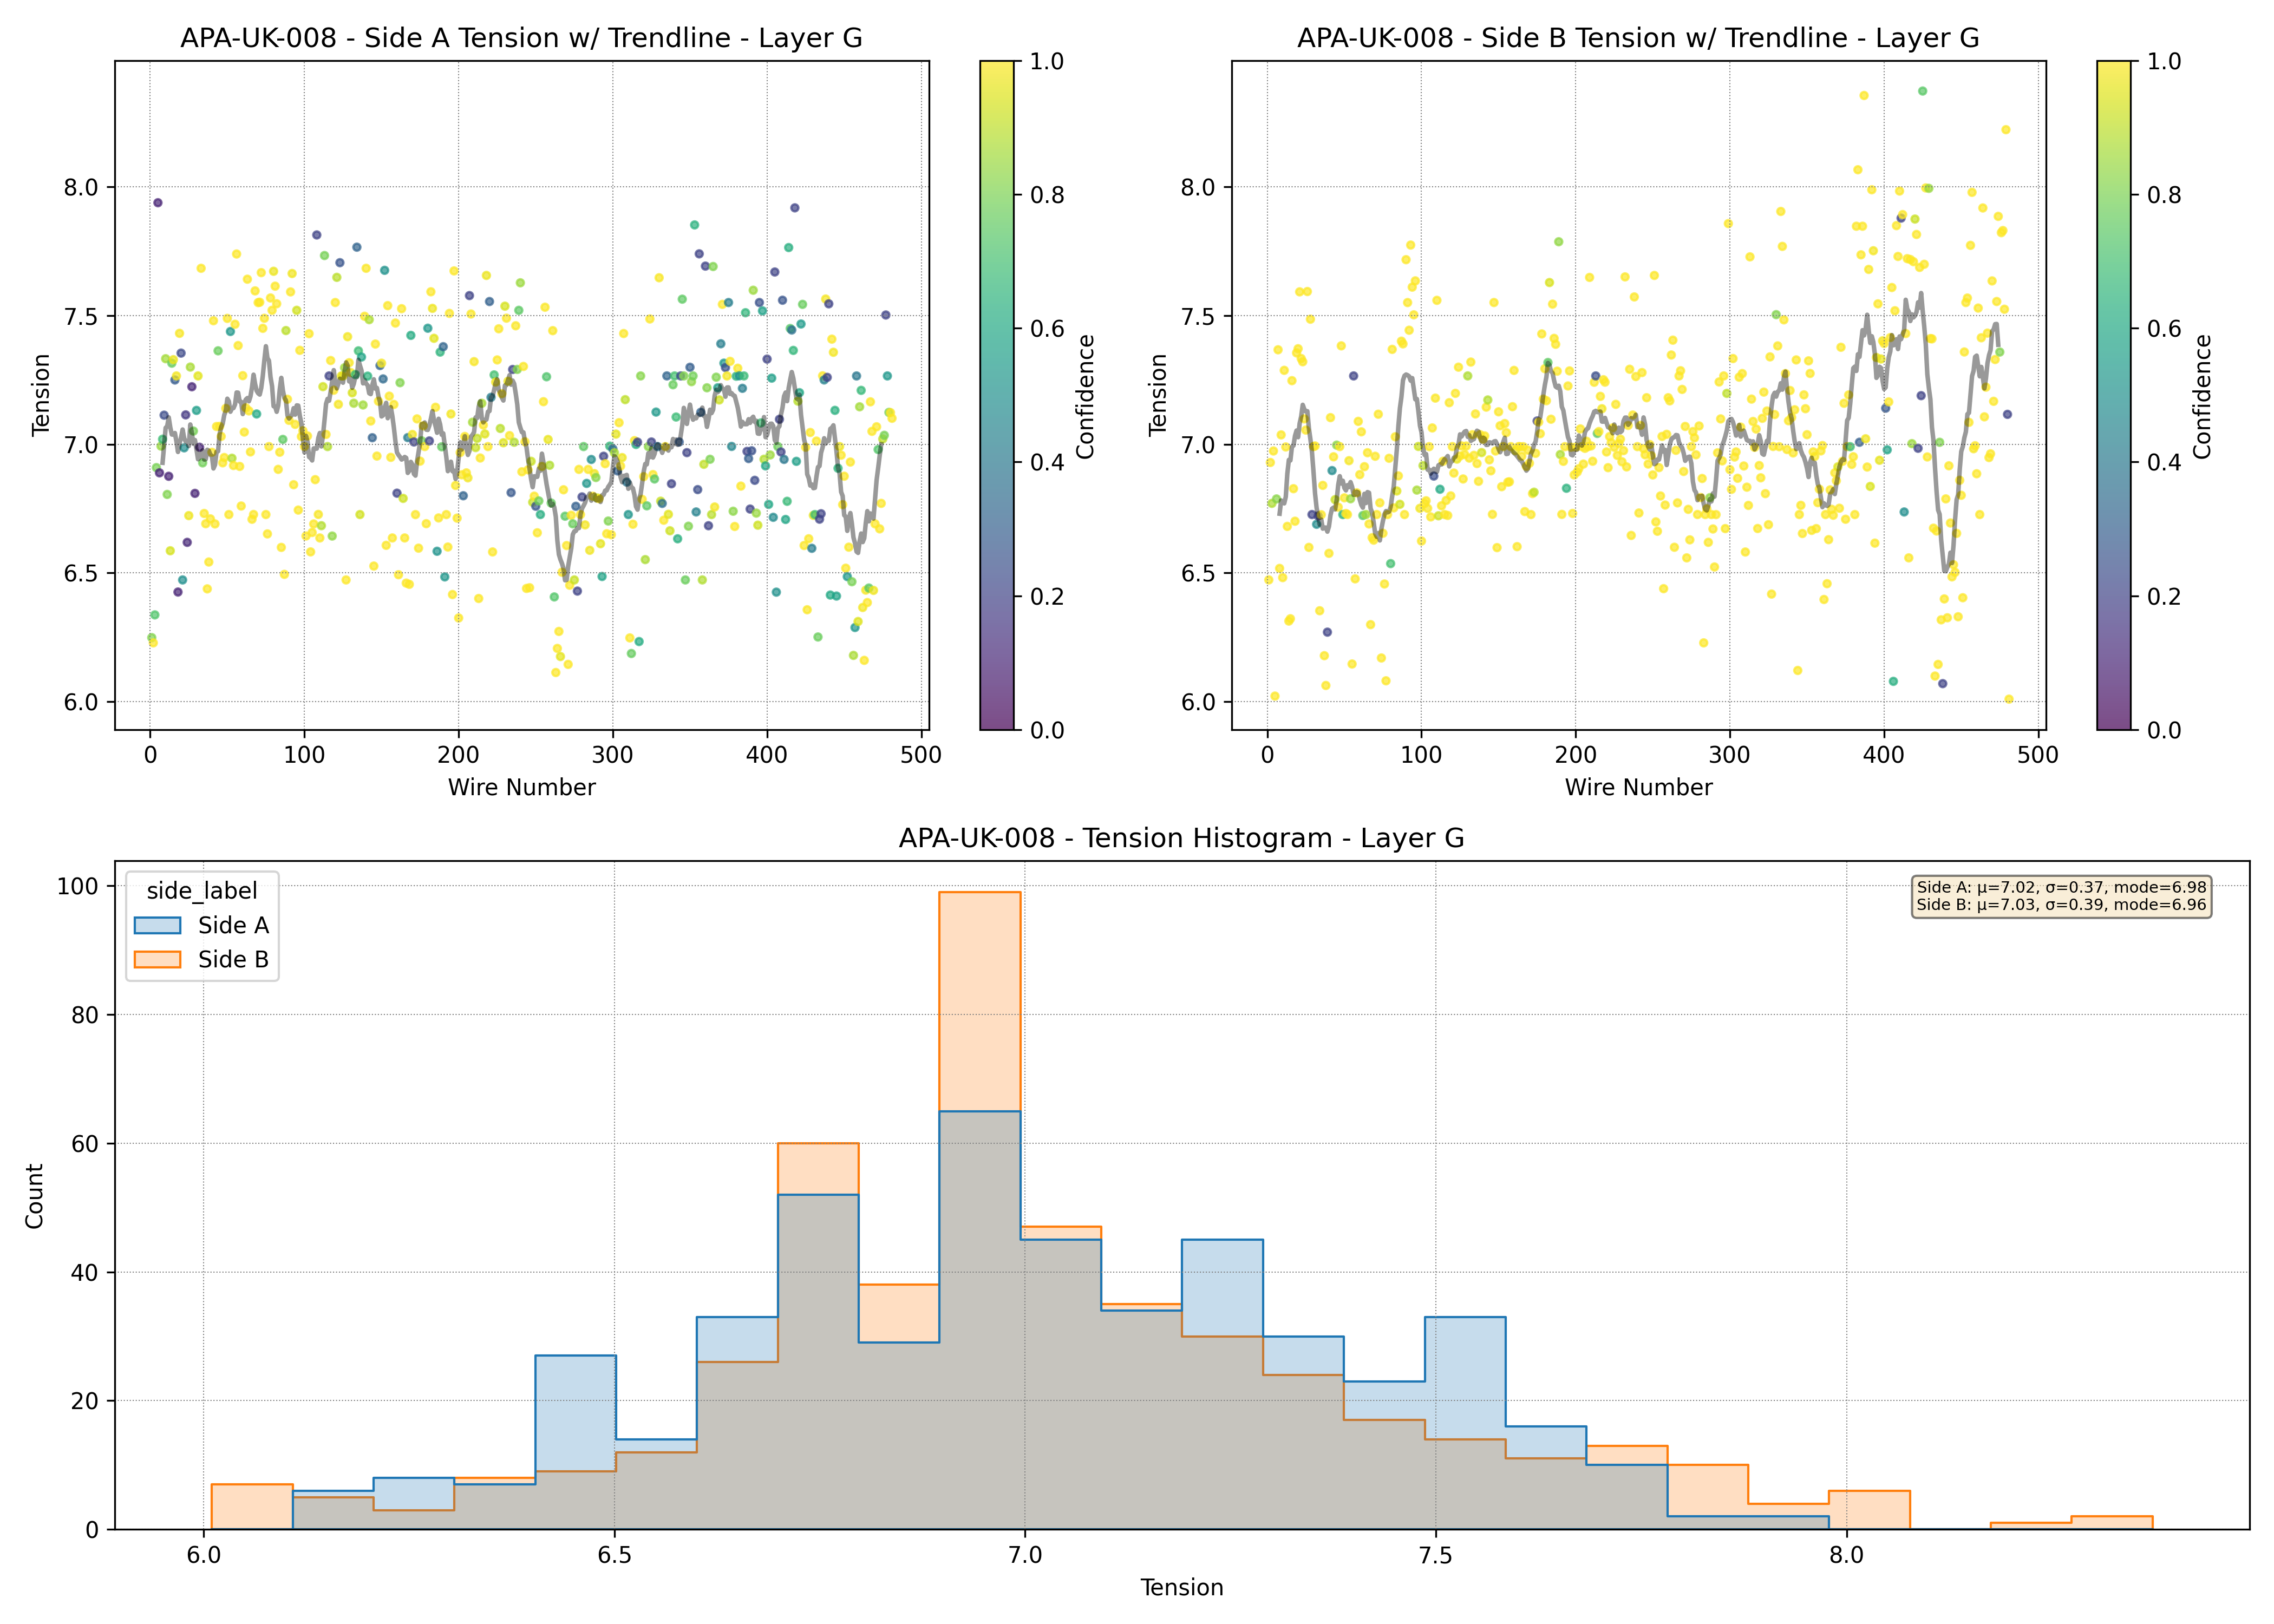 APA-UK-008 - Side A Tension w/ Trendline - Layer G
Tension
8.0
7.5
7.0
6.5
6.0
0 100 200 300 400 500
Wire Number
1.0
0.8
0.6
0.4
0.2
0.0
Confidence
APA-UK-008 - Side B Tension w/ Trendline - Layer G
Tension
8.0
7.5
7.0
6.5
6.0
0 100 200 300 400 500
Wire Number
1.0
0.8
0.6
0.4
0.2
0.0
Confidence
APA-UK-008 - Tension Histogram - Layer G
Count
100
80
60
40
20
0
side_label
Side A
Side B
Side A: μ=7.02, σ=0.37, mode=6.98
Side B: μ=7.03, σ=0.39, mode=6.96
6.0 6.5 7.0 7.5 8.0
Tension